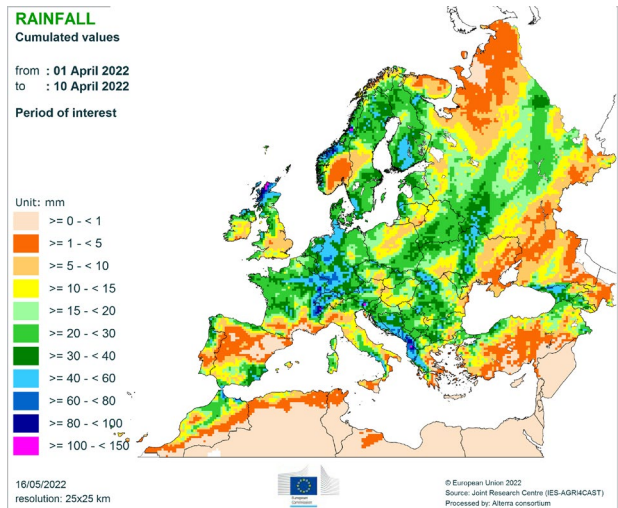 RAINFALL
Cumulated values
from : 01 April 2022
to : 10 April 2022
Period of interest
Unit: mm
>= 0 - < 1
>= 1 - < 5
>= 5 - < 10
>= 10 - < 15
>= 15 - < 20
>= 20 - < 30
>= 30 - < 40
>= 40 - < 60
>= 60 - < 80
>= 80 - < 100
>= 100 - < 150
16/05/2022
resolution: 25x25 km
European
Commission
© European Union 2022
Source: Joint Research Centre (IES-AGRI4CAST)
Processed by: Alterra consortium